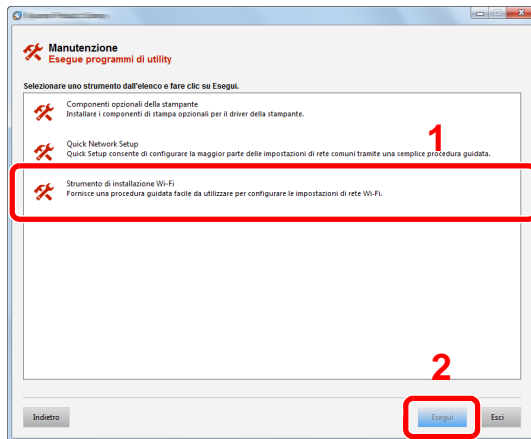 Manutenzione
Esegue programmi di utility
Selezionare uno strumento dall'elenco e fare clic su Esegui.
Componenti opzionali della stampante
Installare i componenti di stampa opzionali per il driver della stampante.
1
Quick Network Setup
Quick Setup consente di configurare la maggior parte delle impostazioni di rete comuni tramite una semplice procedura guidata.
Strumento di installazione Wi-Fi
Fornisce una procedura guidata facile da utilizzare per configurare le impostazioni di rete Wi-Fi.
2
Indietro
Esegui
Esci